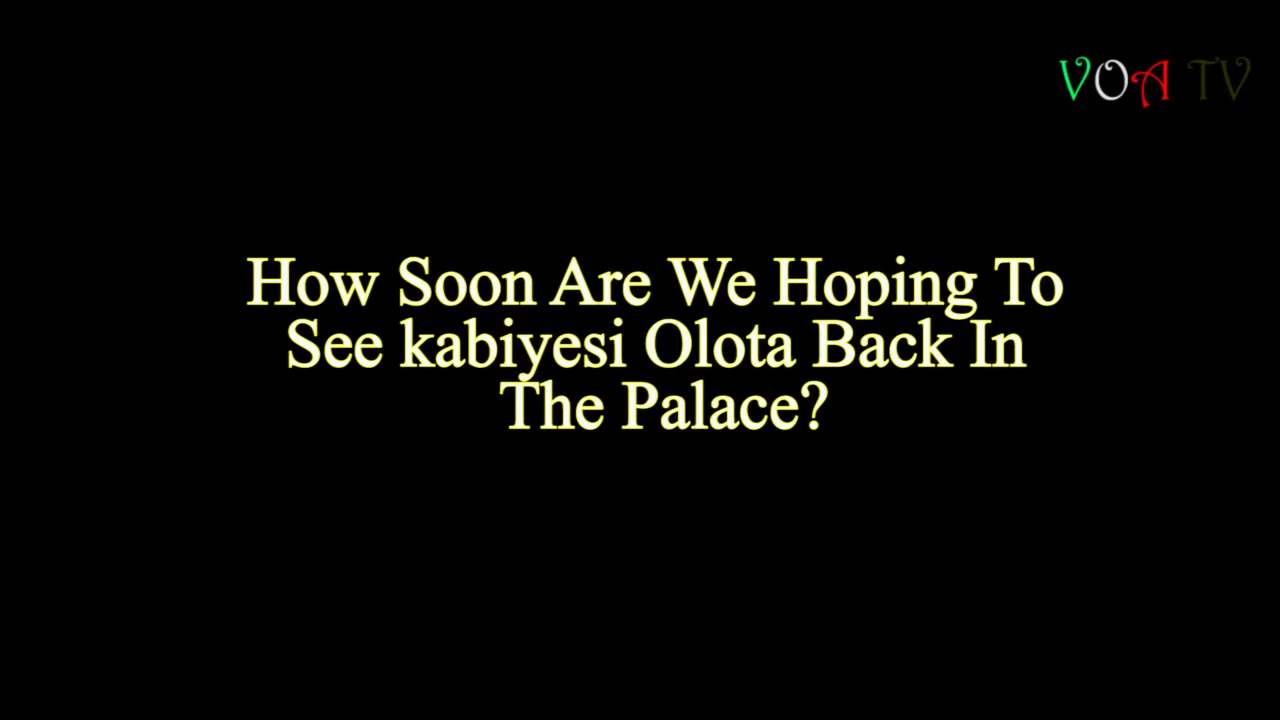 VOA TV
How Soon Are We Hoping To
See kabiyesi Olota Back In
The Palace?